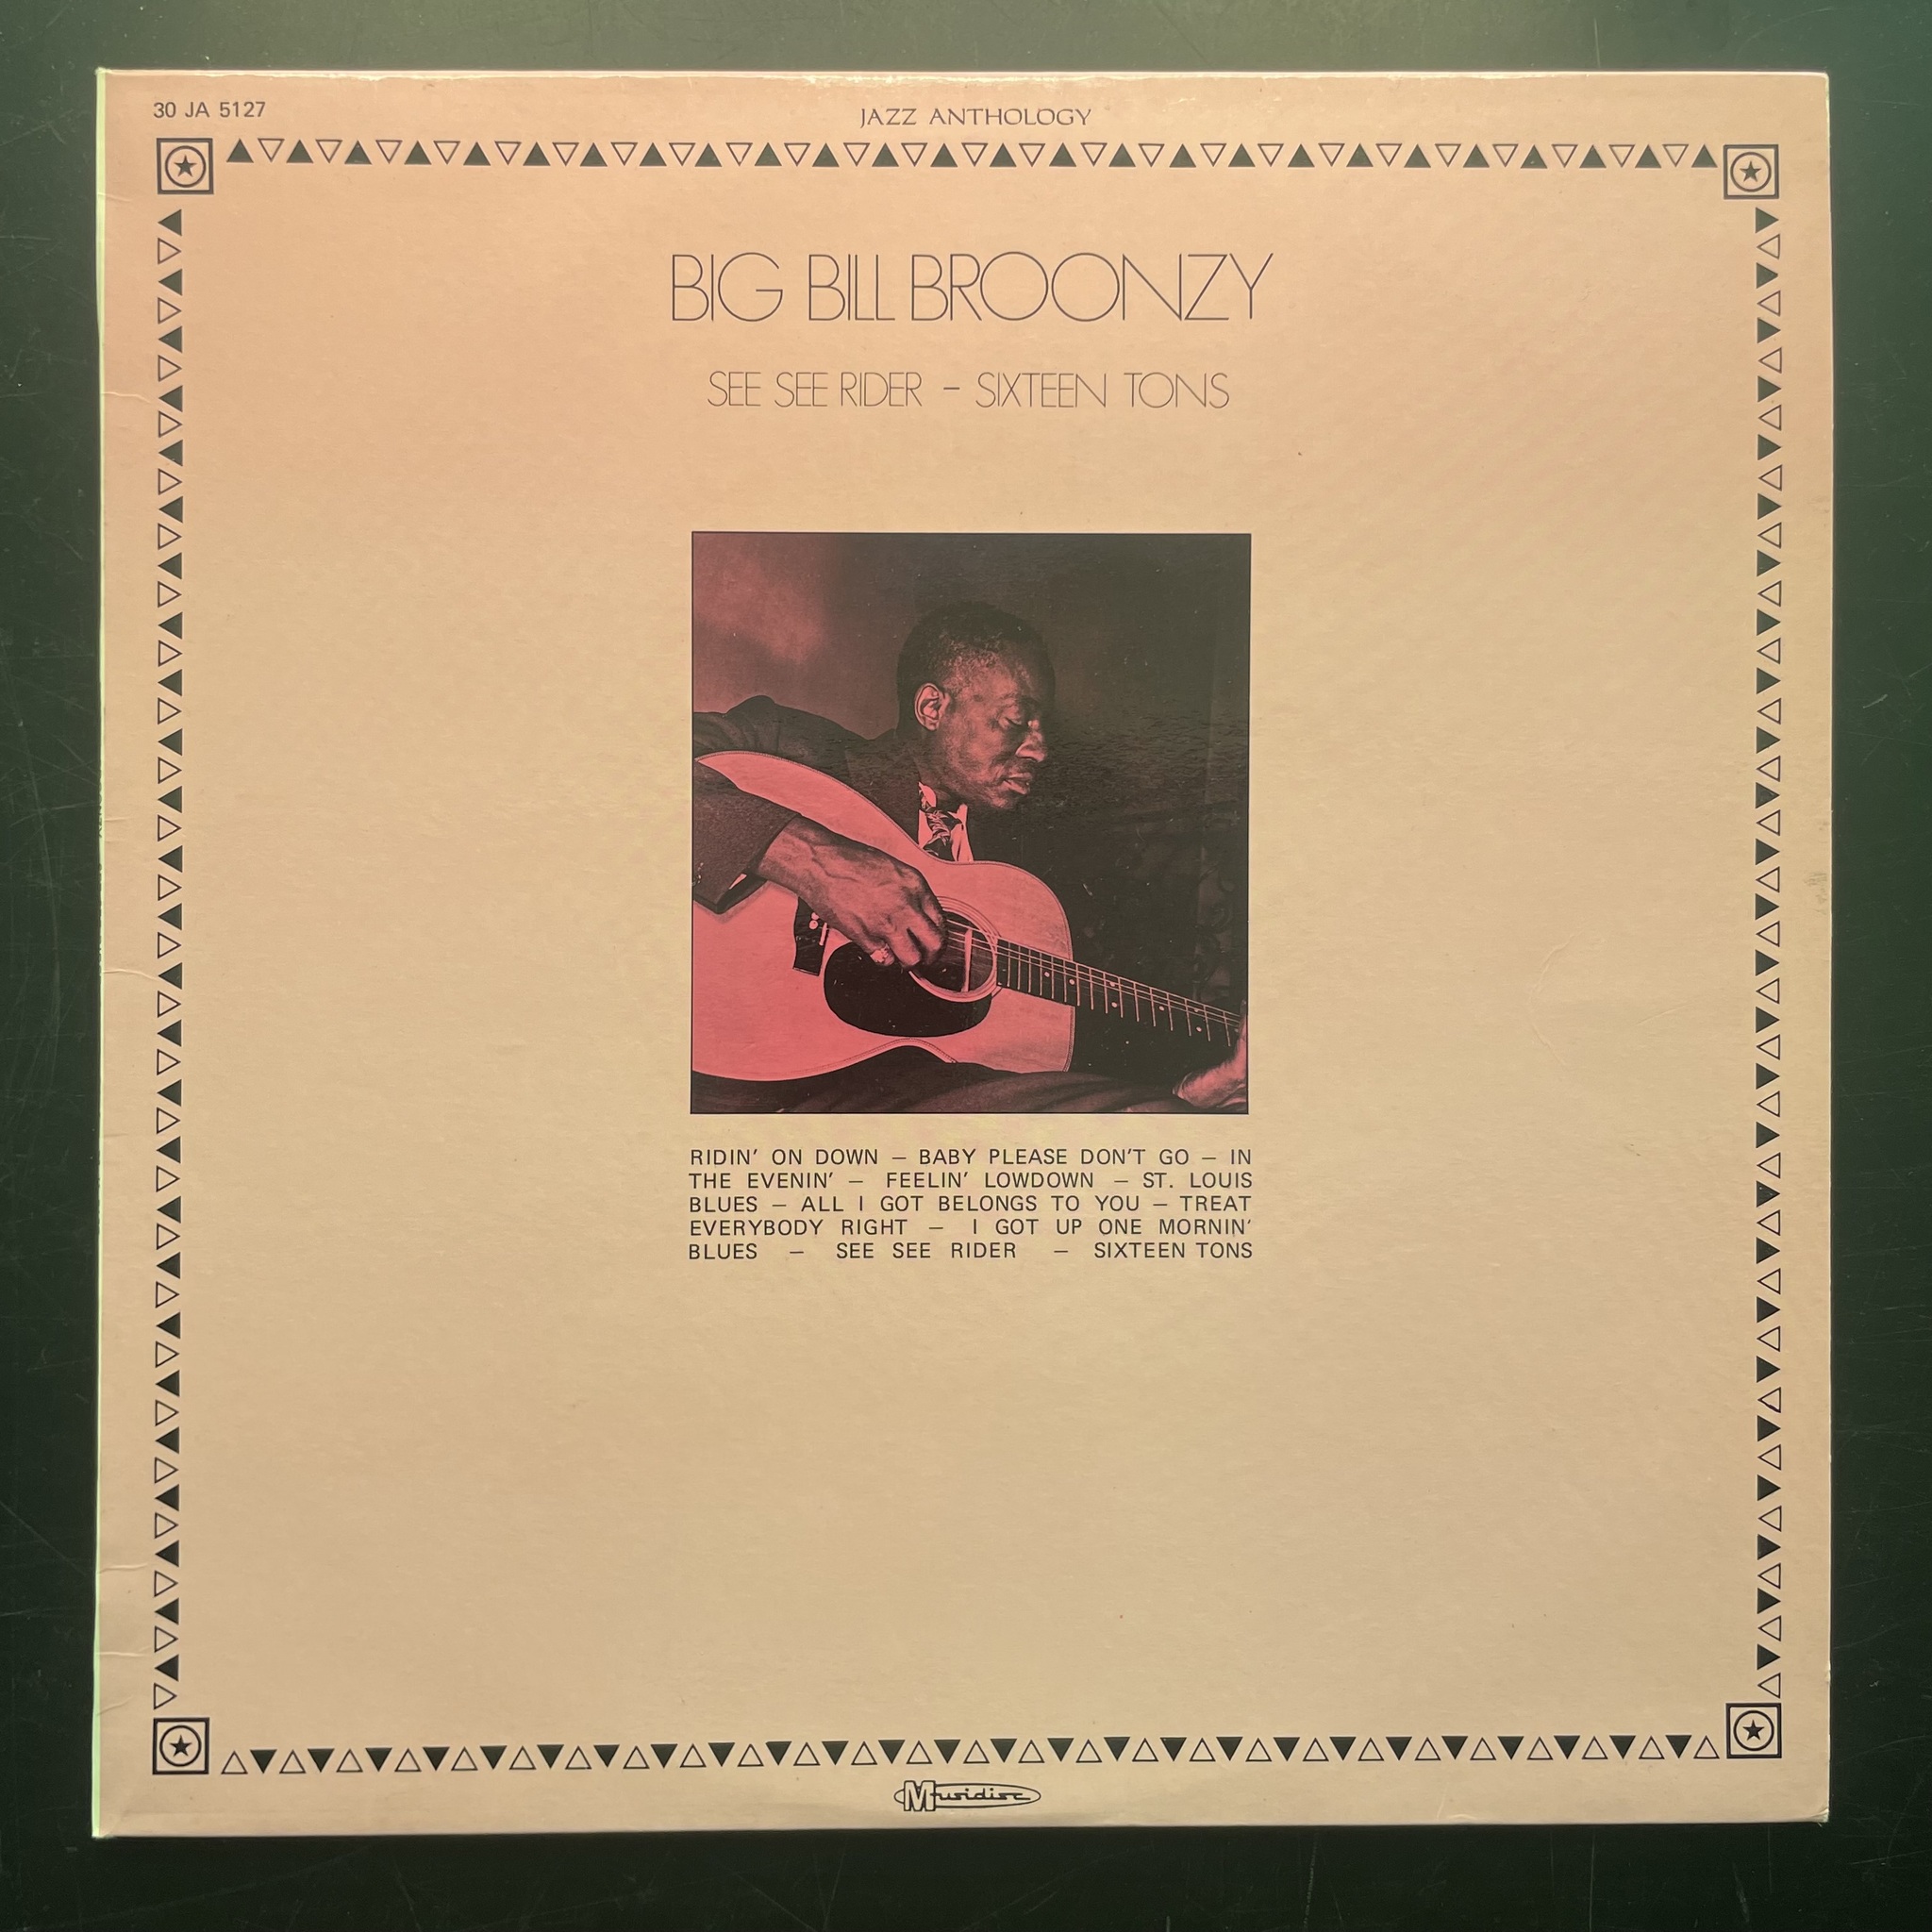 30 JA 5127
JAZZ ANTHOLOGY
BIG BILL BROONZY
SEE SEE RIDER – SIXTEEN TONS
RIDIN' ON DOWN – BABY PLEASE DON'T GO – IN
THE EVENIN' – FEELIN' LOWDOWN – ST. LOUIS
BLUES – ALL I GOT BELONGS TO YOU – TREAT
EVERYBODY RIGHT – I GOT UP ONE MORNIN'
BLUES – SEE SEE RIDER – SIXTEEN TONS
Musidisc